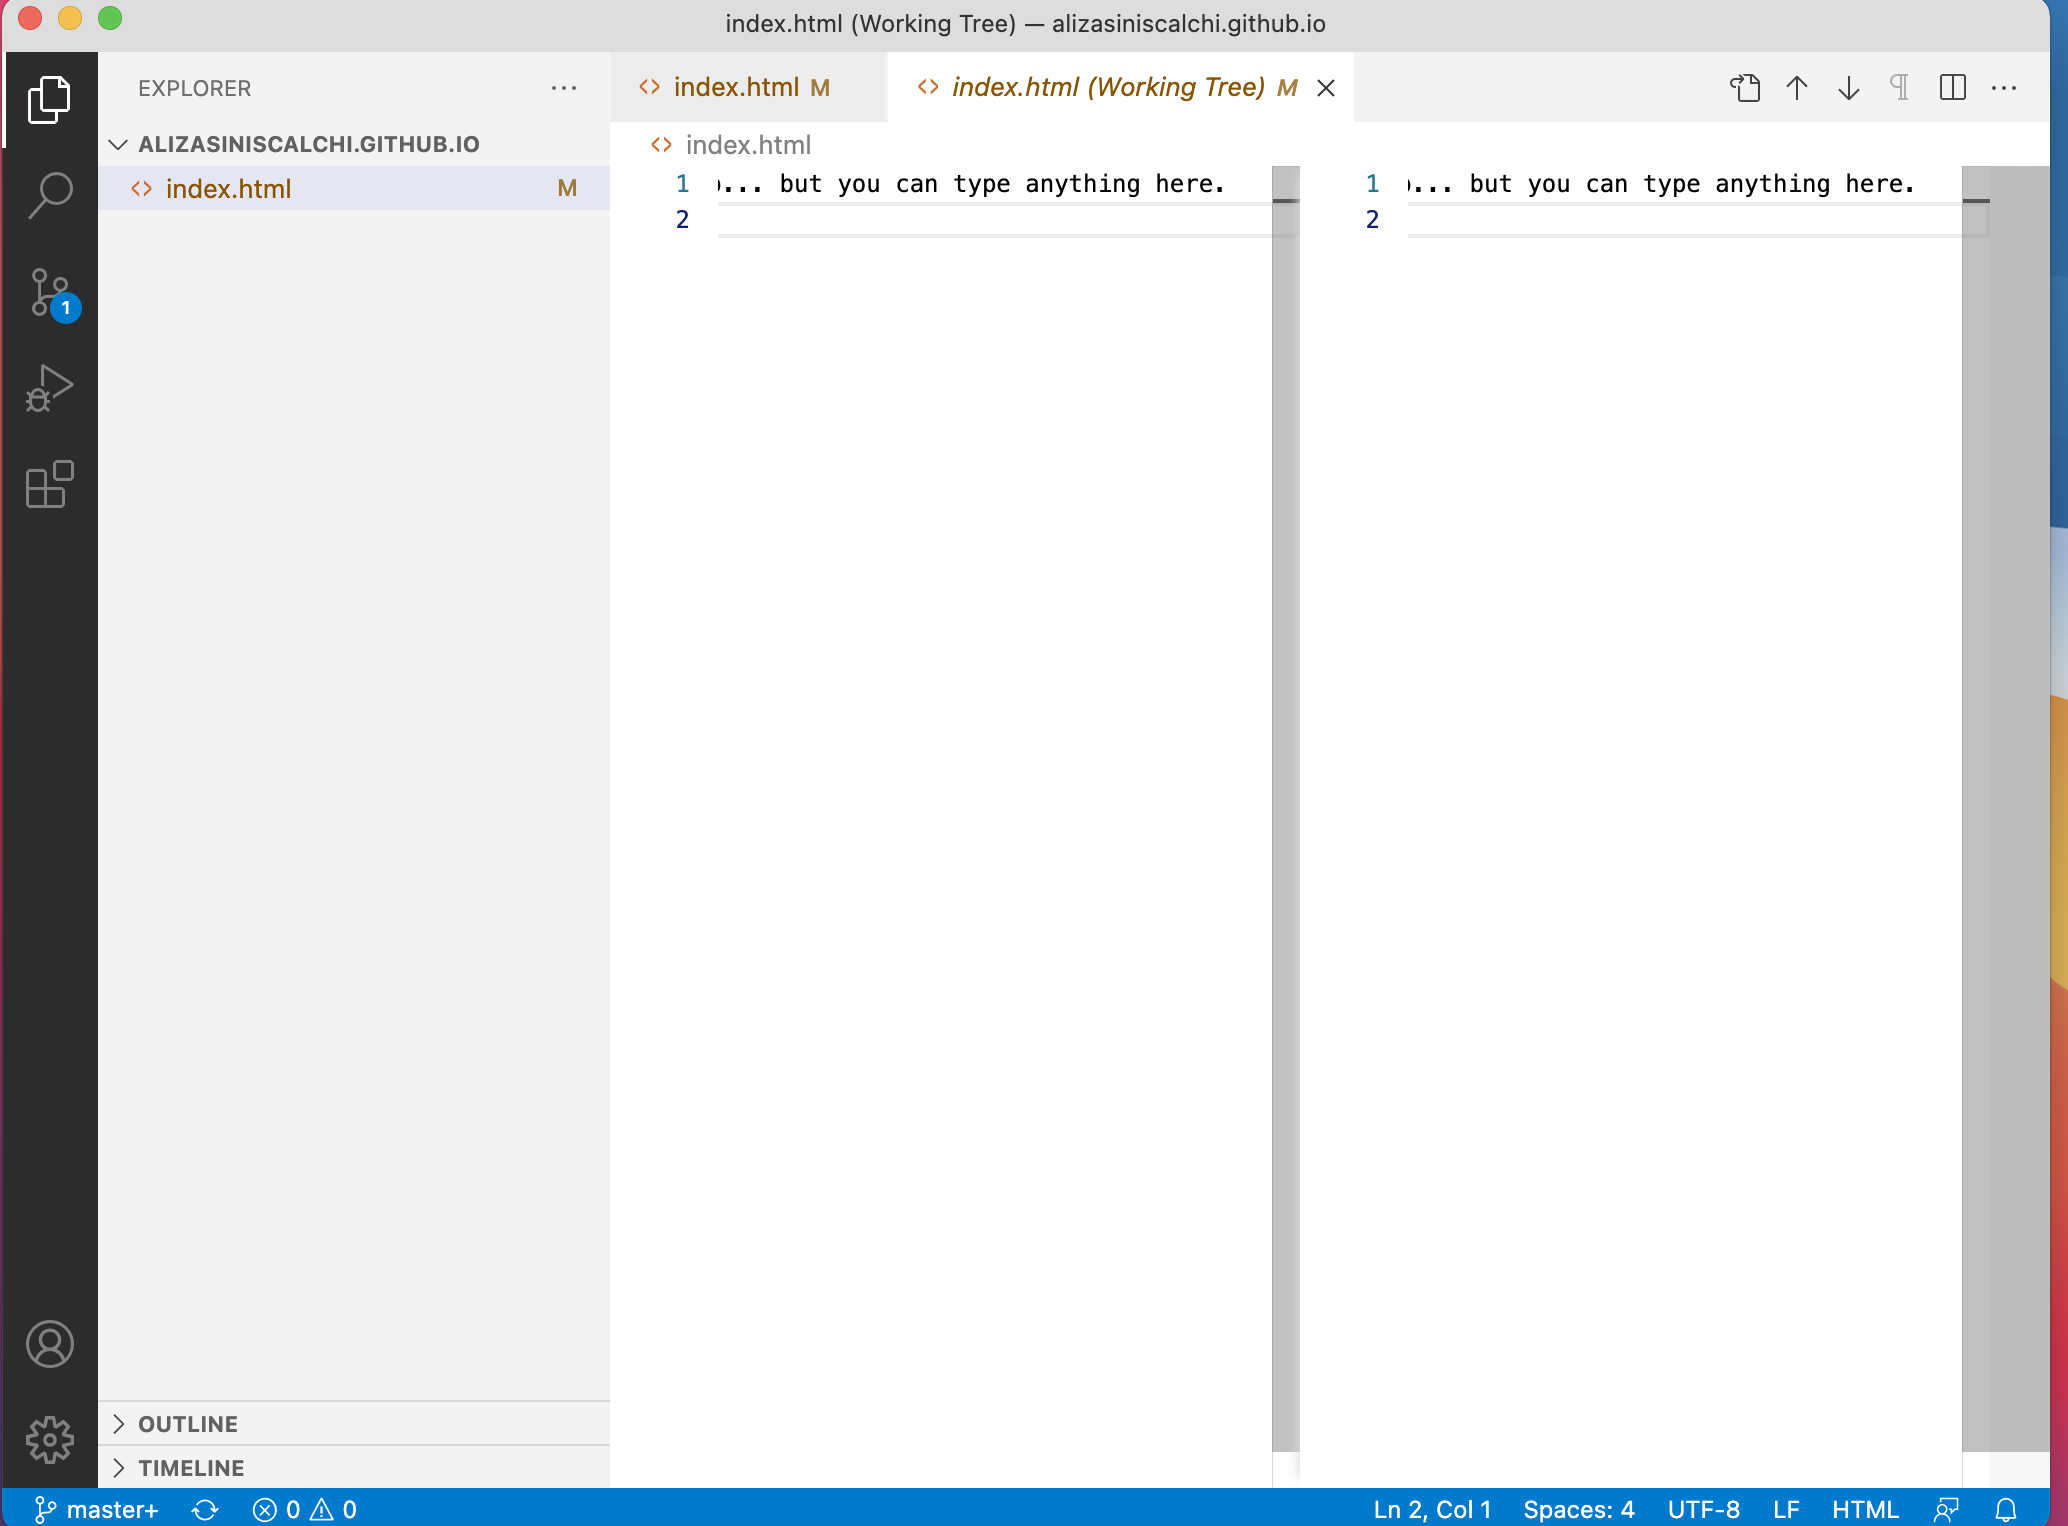 index.html (Working Tree) — alizasiniscalchi.github.io
EXPLORER
ALIZASINISCALCHI.GITHUB.IO
index.html M
index.html M
index.html (Working Tree) M
index.html
1 ... but you can type anything here.
2
1 ... but you can type anything here.
2
1
OUTLINE
TIMELINE
master+ 0 0 Ln 2, Col 1 Spaces: 4 UTF-8 LF HTML